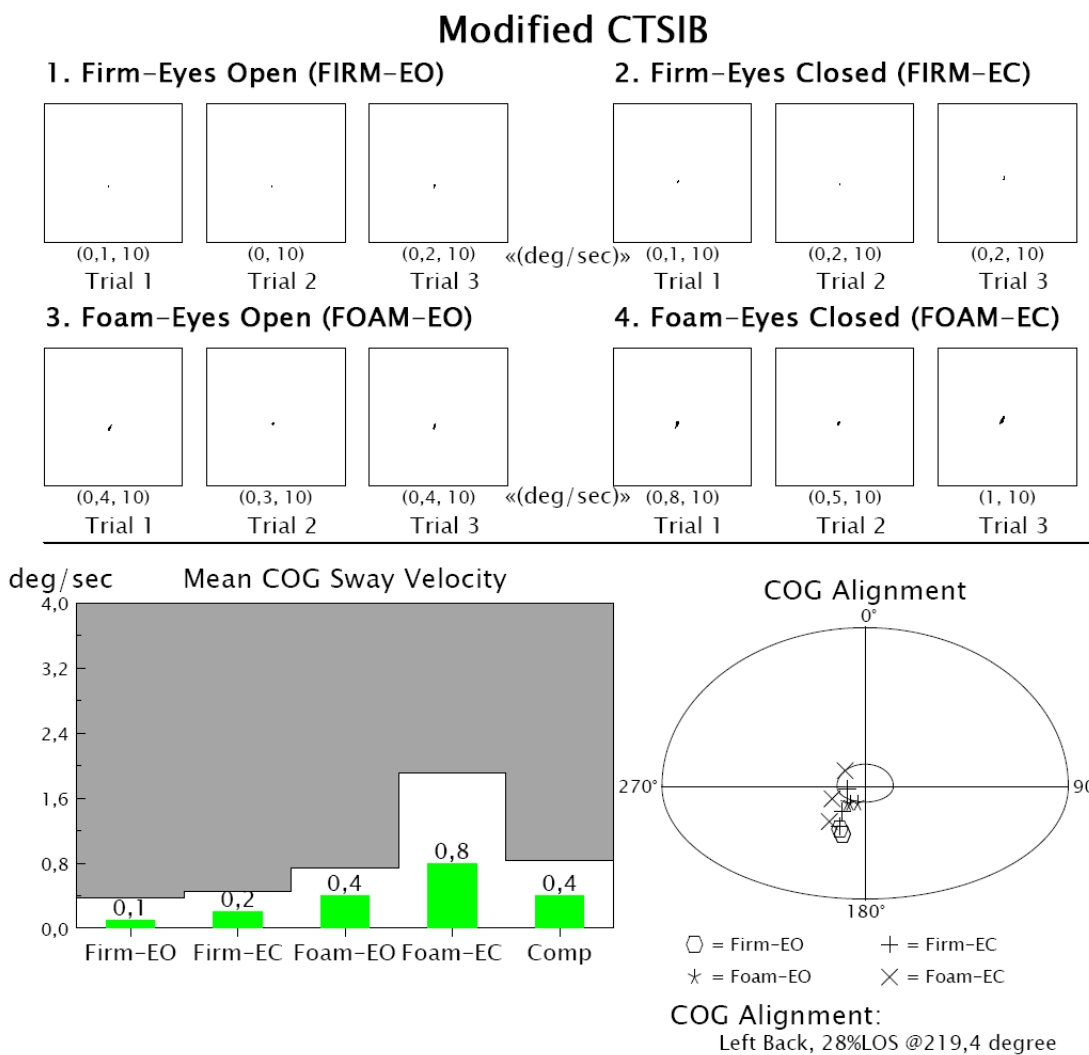 Modified CTSIB
1. Firm-Eyes Open (FIRM-EO)
2. Firm-Eyes Closed (FIRM-EC)
(0,1, 10) (0, 10) (0,2, 10) «(deg/sec)» (0,1, 10) (0,2, 10) (0,2, 10)
Trial 1 Trial 2 Trial 3 Trial 1 Trial 2 Trial 3
3. Foam-Eyes Open (FOAM-EO)
4. Foam-Eyes Closed (FOAM-EC)
(0,4, 10) (0,3, 10) (0,4, 10) «(deg/sec)» (0,8, 10) (0,5, 10) (1, 10)
Trial 1 Trial 2 Trial 3 Trial 1 Trial 2 Trial 3
deg/sec Mean COG Sway Velocity
4,0
3,2
2,4
1,6
0,8
0,0
0,1 0,2 0,4 0,8 0,4
Firm-EO Firm-EC Foam-EO Foam-EC Comp
COG Alignment
0°
270° 90
180°
= Firm-EO = Firm-EC
= Foam-EO = Foam-EC
COG Alignment:
Left Back, 28%LOS @219,4 degree